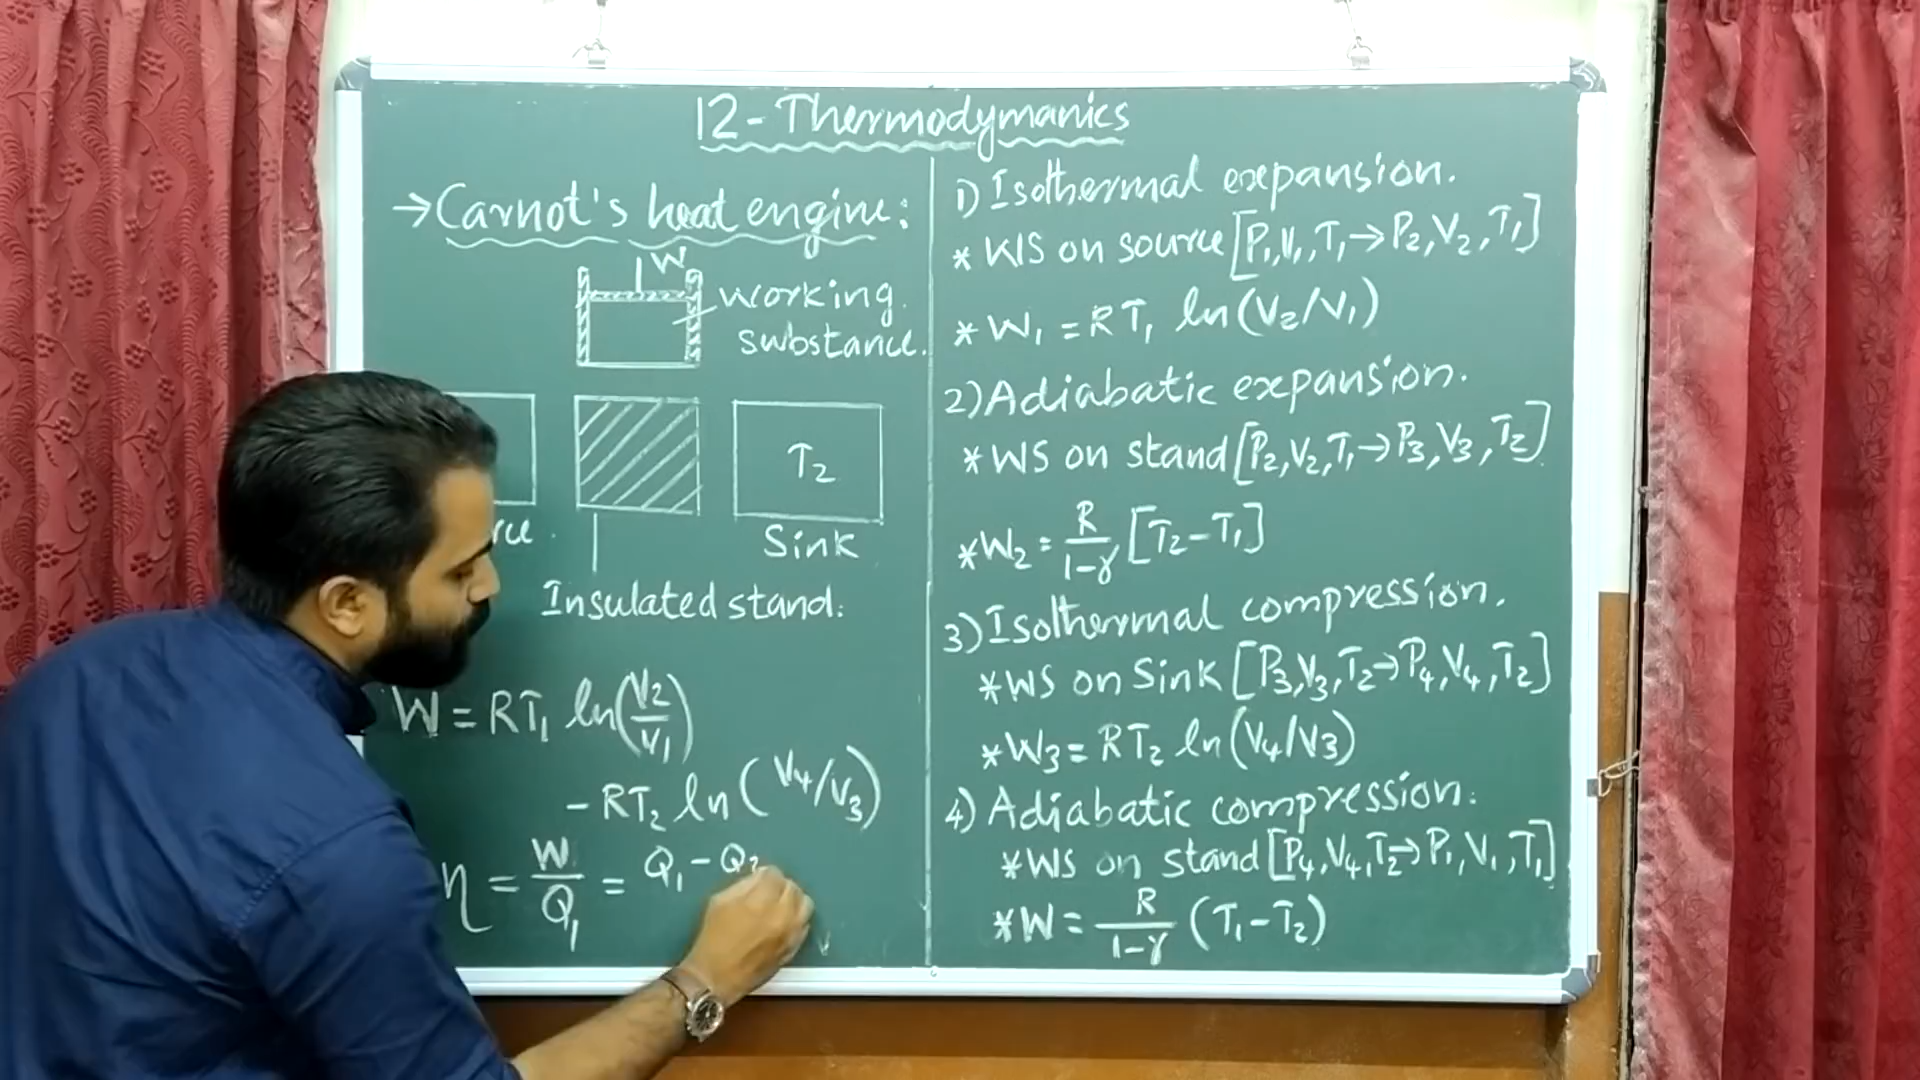 12-Thermodymanics
→Carnot's heat engine:
W
working.
substance.
T2
Sink
Insulated stand.
W = RT1 ln(V2/V1)
- RT2 ln (V4/V3)
η = W/Q1 = Q1 - Q2
1) Isothermal expansion.
* WS on source [P1,V1,T1→P2,V2,T1]
* W1 = RT1 ln(V2/V1)
2) Adiabatic expansion.
* WS on stand [P2,V2,T1→P3,V3,T2]
* W2 = R/1-γ [T2-T1]
3) Isothermal compression.
* WS on Sink [P3,V3,T2→P4,V4,T2]
* W3 = RT2 ln(V4/V3)
4) Adiabatic compression.
* WS on stand [P4,V4,T2→P1,V1,T1]
* W = R/1-γ (T1-T2)